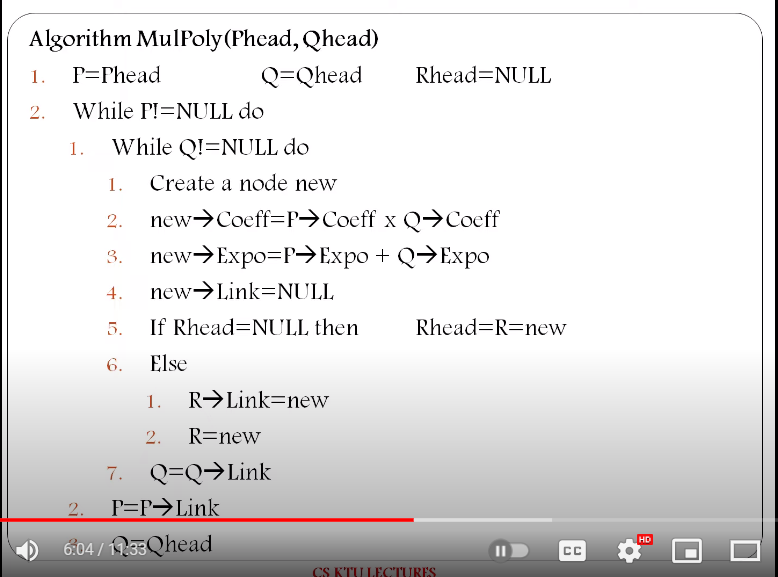 Algorithm MulPoly(Phead, Qhead)
1. P=Phead Q=Qhead Rhead=NULL
2. While P!=NULL do
1. While Q!=NULL do
1. Create a node new
2. new→Coeff=P→Coeff x Q→Coeff
3. new→Expo=P→Expo + Q→Expo
4. new→Link=NULL
5. If Rhead=NULL then Rhead=R=new
6. Else
1. R→Link=new
2. R=new
7. Q=Q→Link
2. P=P→Link
3. Q=Qhead
6:04 / 11:33
CC
HD
CS KTU LECTURES